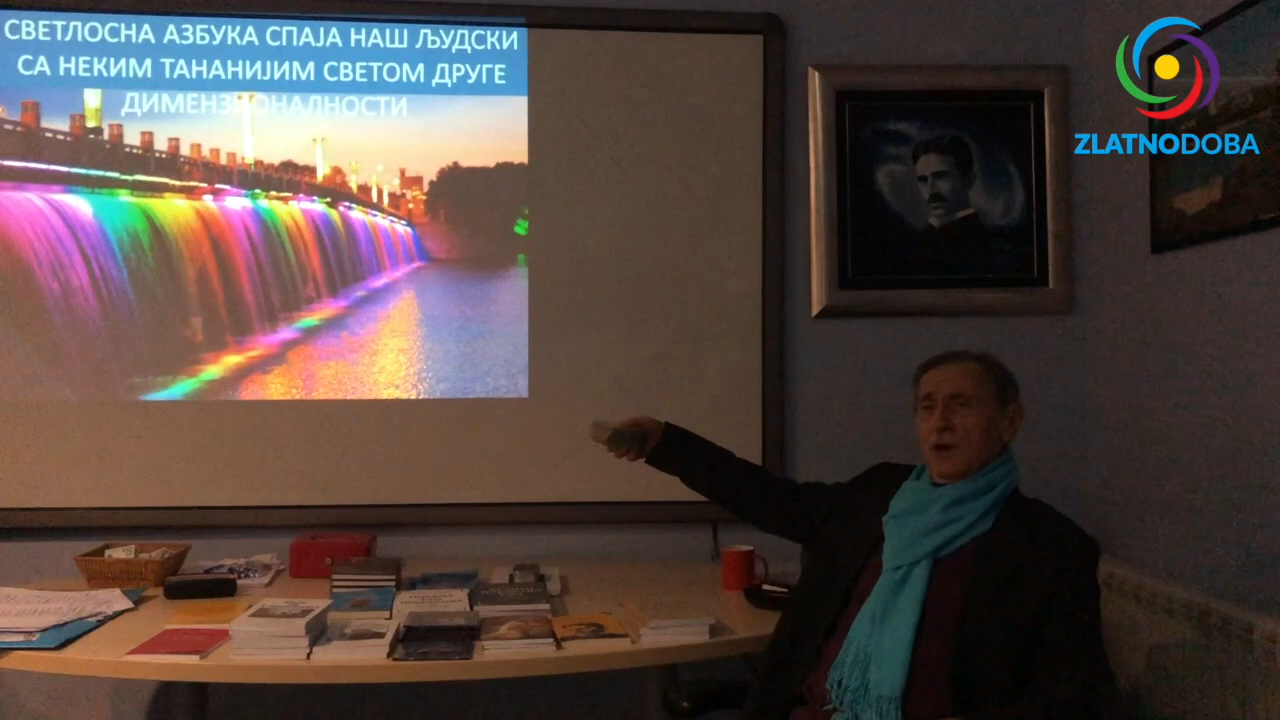 СВЕТЛОСНА АЗБУКА СПАЈА НАШ ЉУДСКИ
СА НЕКИМ ТАНАНИЈИМ СВЕТОМ ДРУГЕ
ДИМЕНЗИОНАЛНОСТИ
ZLATNODOBA